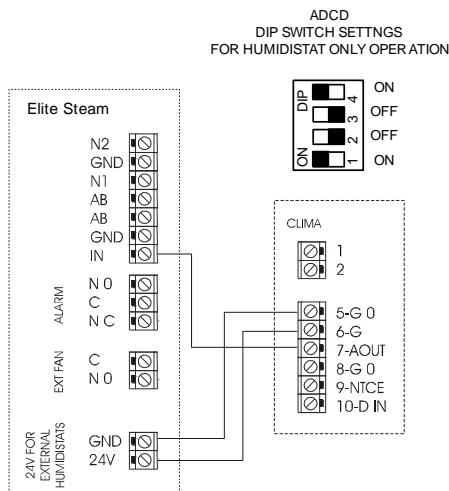 ADCD
DIP SWITCH SETTNGS
FOR HUMIDISTAT ONLY OPERATION
DIP
ON
4
3
2
1
ON
OFF
OFF
ON
Elite Steam
N2
GND
N1
AB
AB
GND
IN
ALARM
N 0
C
N C
EXT FAN
C
N 0
24V FOR
EXTERNAL
HUMIDISTATS
GND
24V
CLIMA
1
2
5-G 0
6-G
7-AOUT
8-G 0
9-NTCE
10-D IN